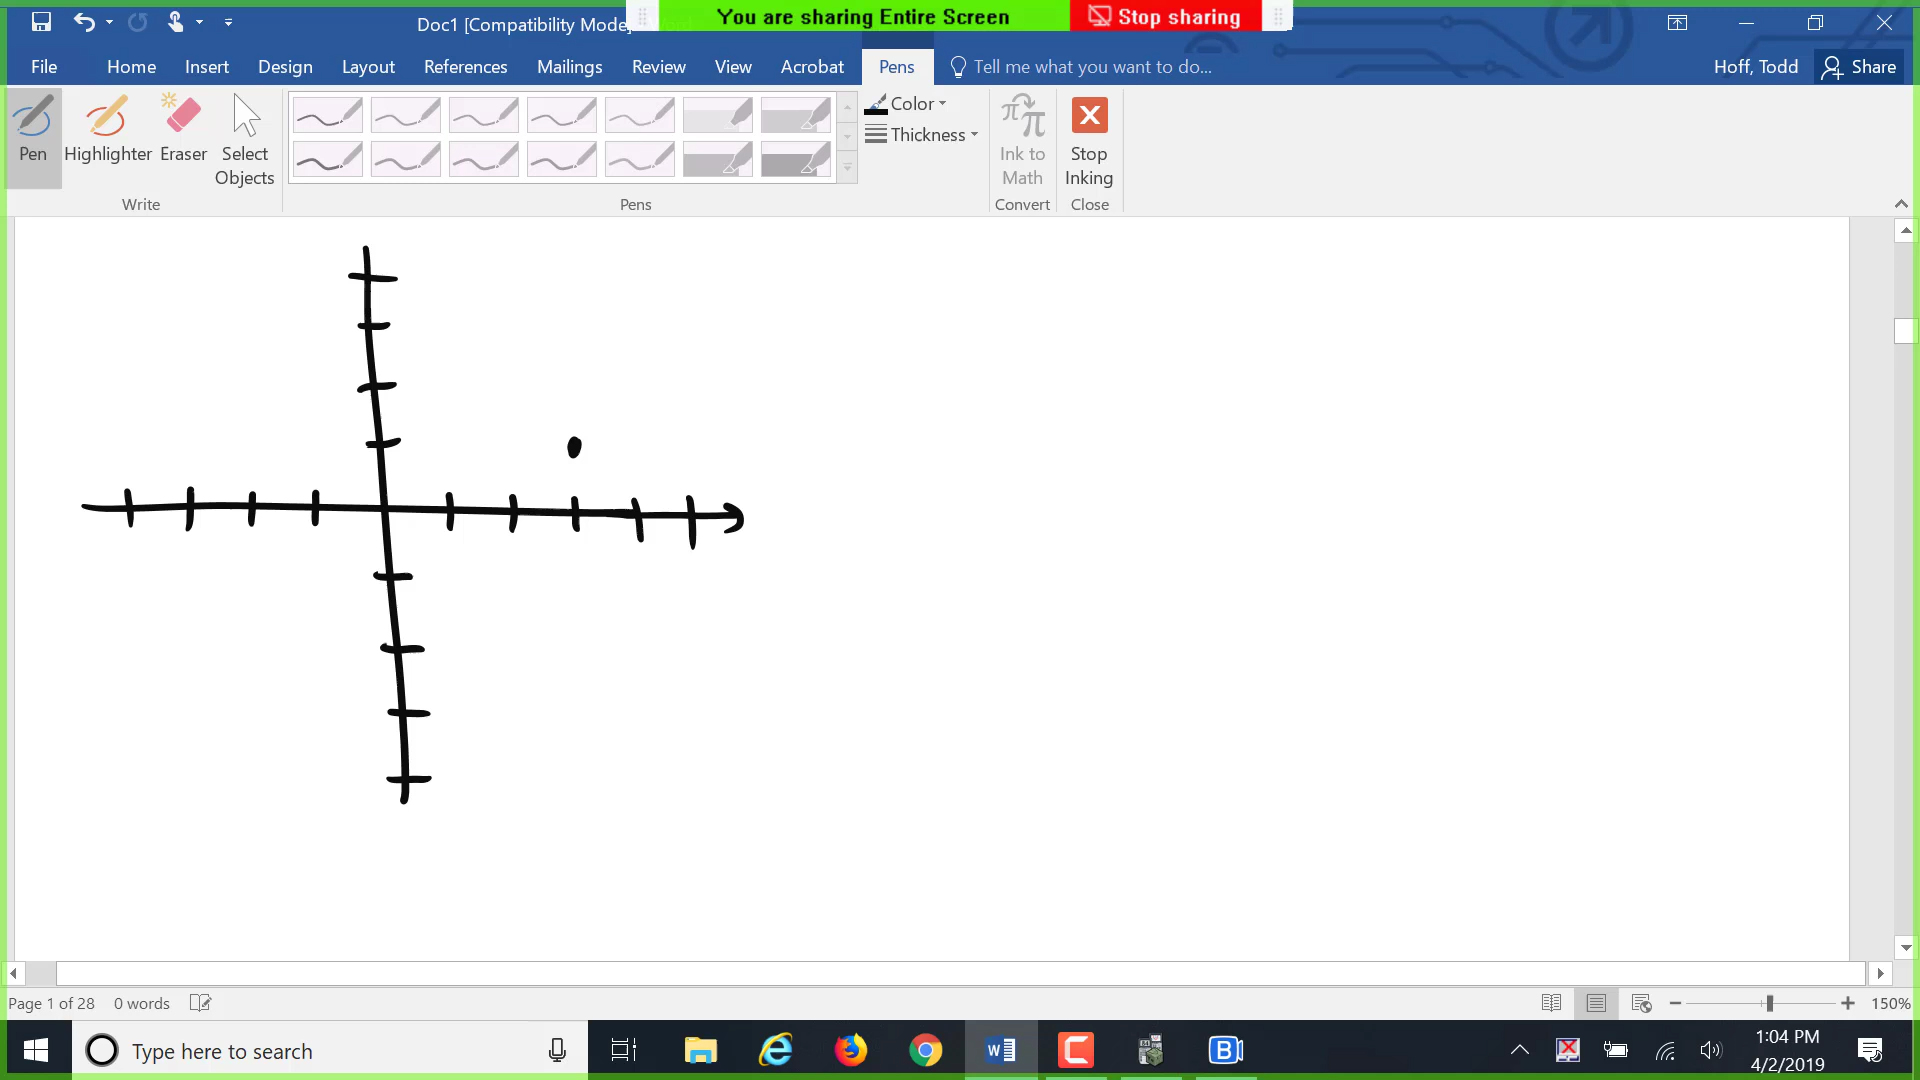 Doc1 [Compatibility Mode]
You are sharing Entire Screen
Stop sharing
File Home Insert Design Layout References Mailings Review View Acrobat Pens Tell me what you want to do... Hoff, Todd Share
Pen Highlighter Eraser Select Objects
Color
Thickness
Ink to Math
Stop Inking
Write Pens Convert Close
Page 1 of 28 0 words 150%
Type here to search
1:04 PM
4/2/2019